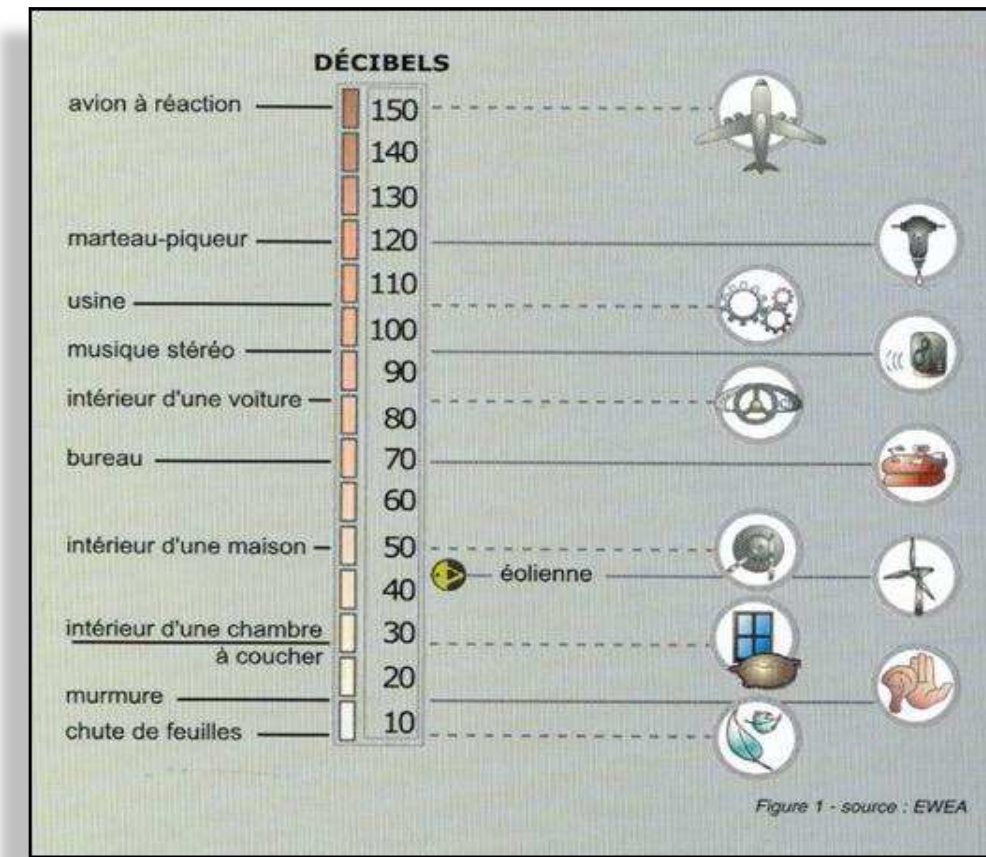 DÉCIBELS
avion à réaction 150
140
130
marteau-piqueur 120
110
usine
100
musique stéréo
90
intérieur d'une voiture
80
bureau 70
60
intérieur d'une maison 50
éolienne
40
intérieur d'une chambre 30
à coucher
20
murmure
10
chute de feuilles
Figure 1 - source : EWEA